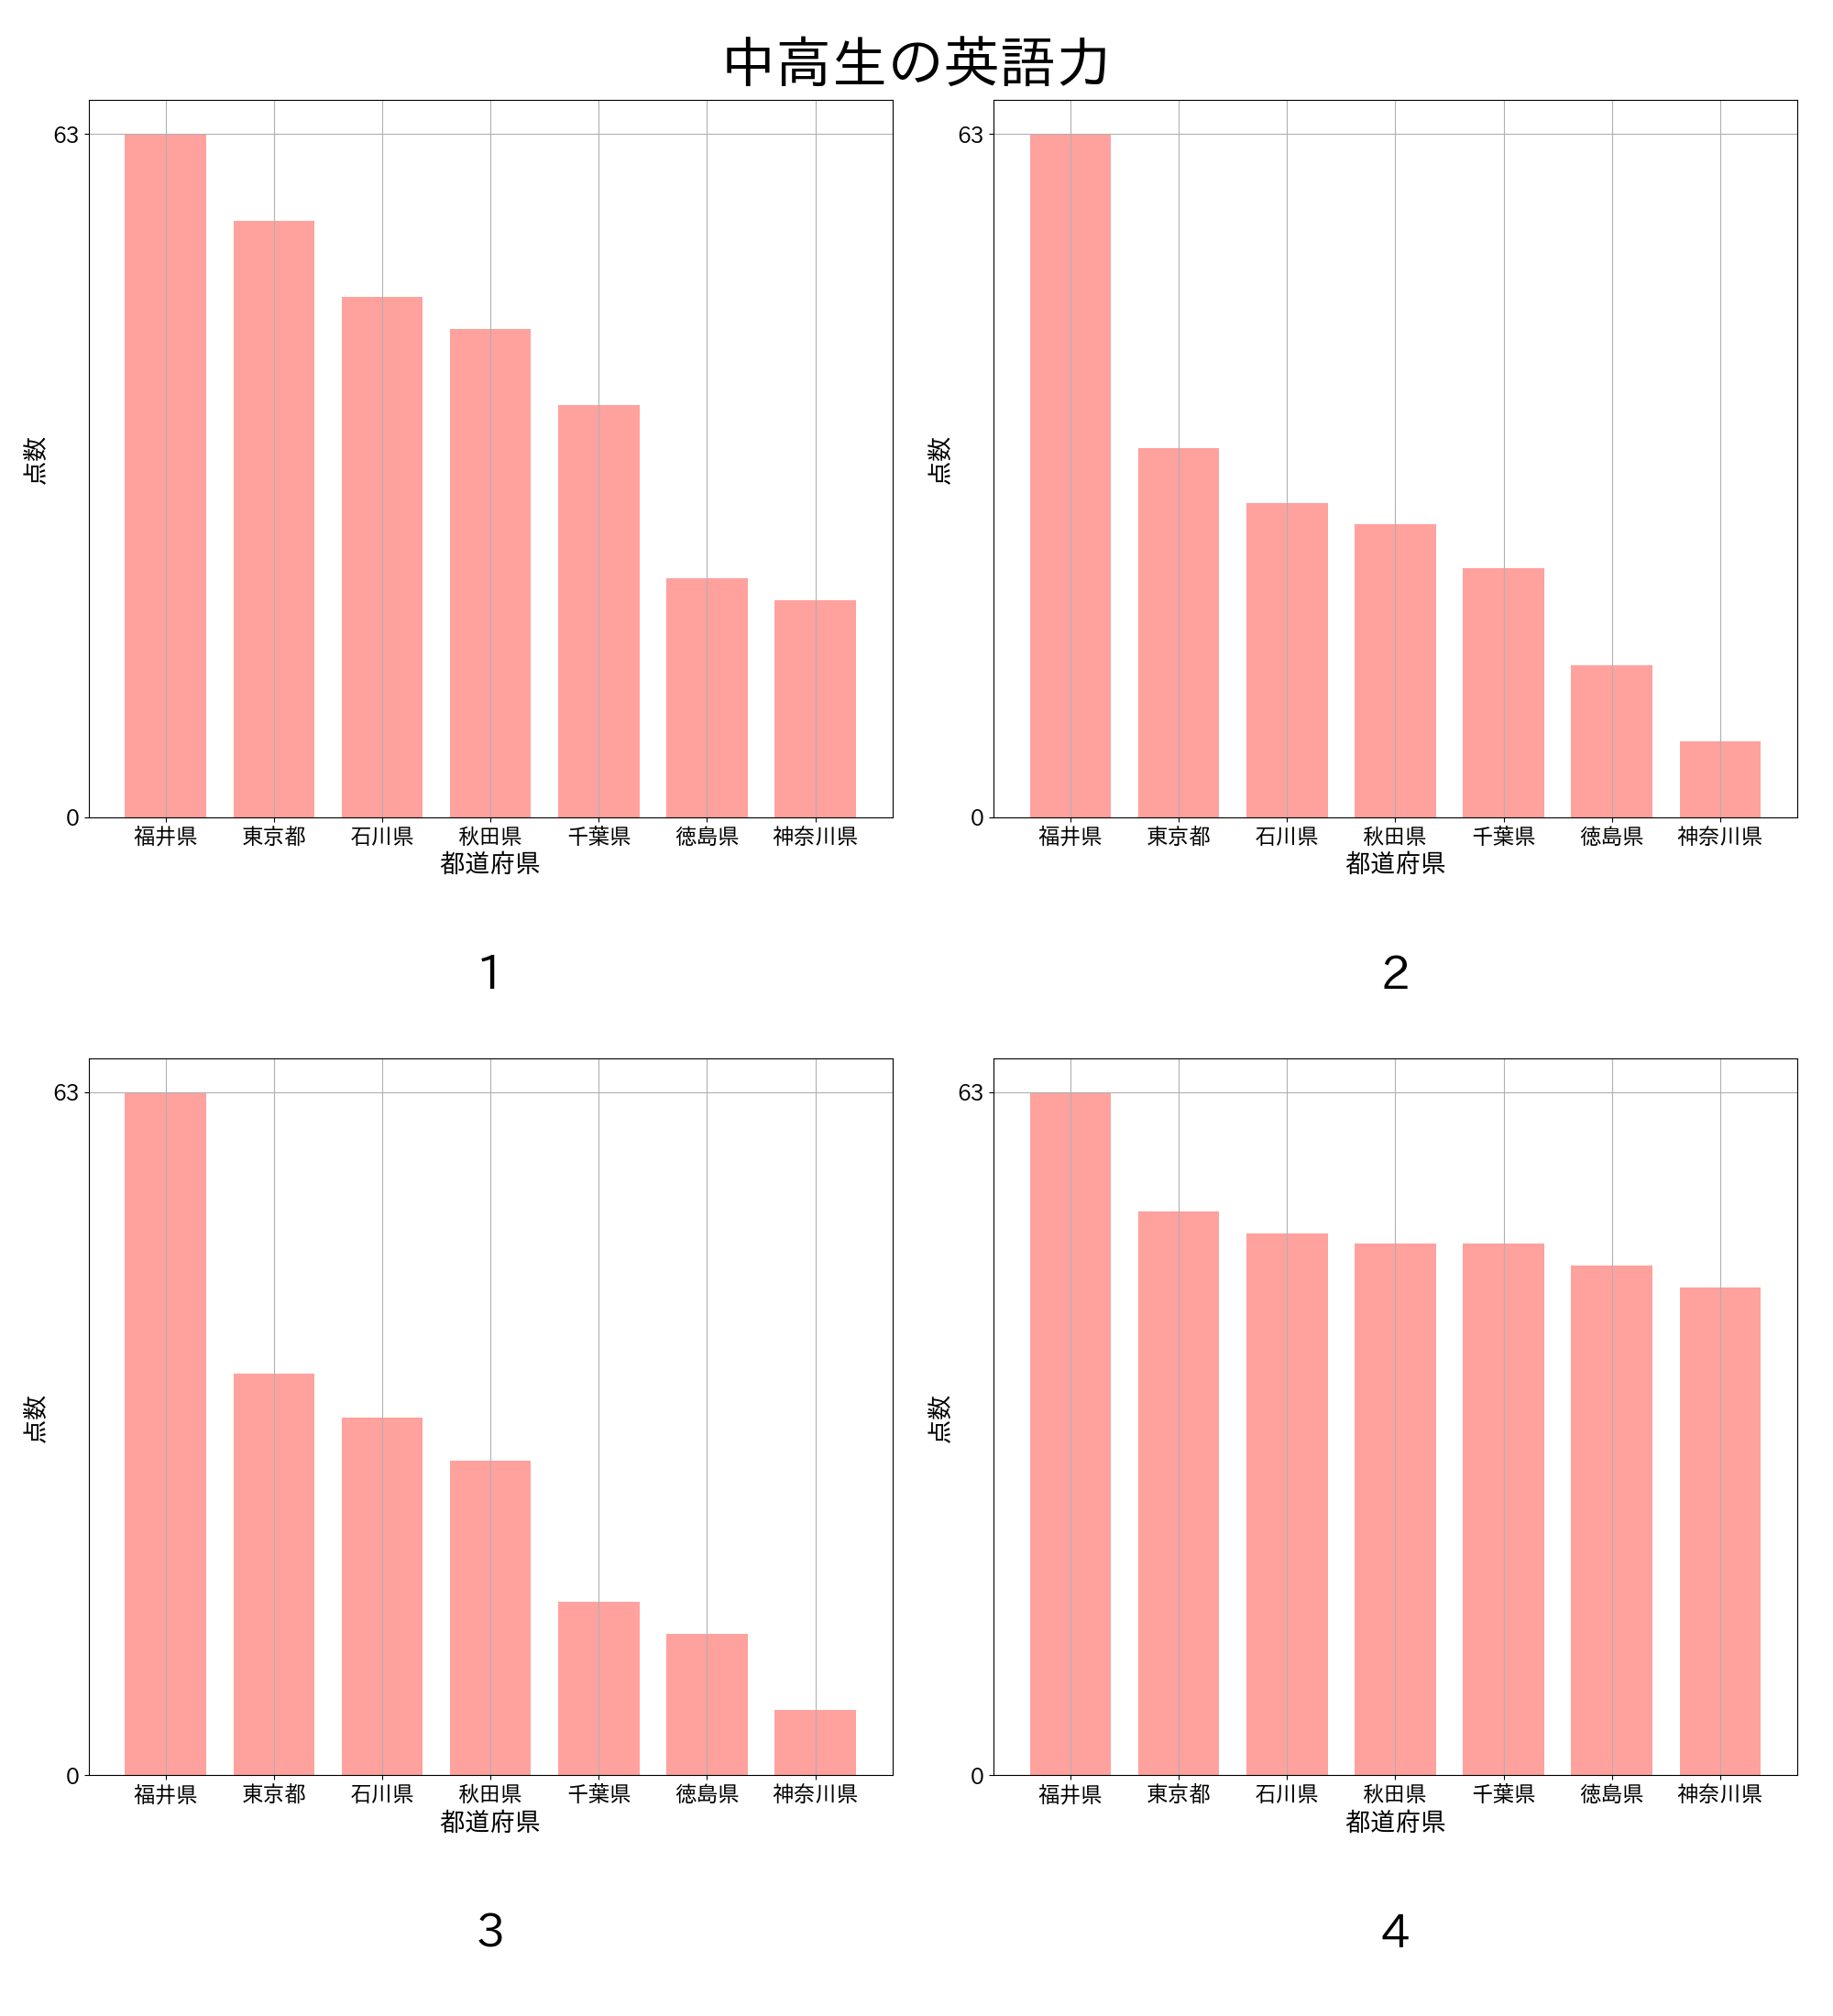 中高生の英語力
63
0
点数
福井県 東京都 石川県 秋田県 千葉県 徳島県 神奈川県
都道府県
1
63
0
点数
福井県 東京都 石川県 秋田県 千葉県 徳島県 神奈川県
都道府県
2
63
0
点数
福井県 東京都 石川県 秋田県 千葉県 徳島県 神奈川県
都道府県
3
63
0
点数
福井県 東京都 石川県 秋田県 千葉県 徳島県 神奈川県
都道府県
4